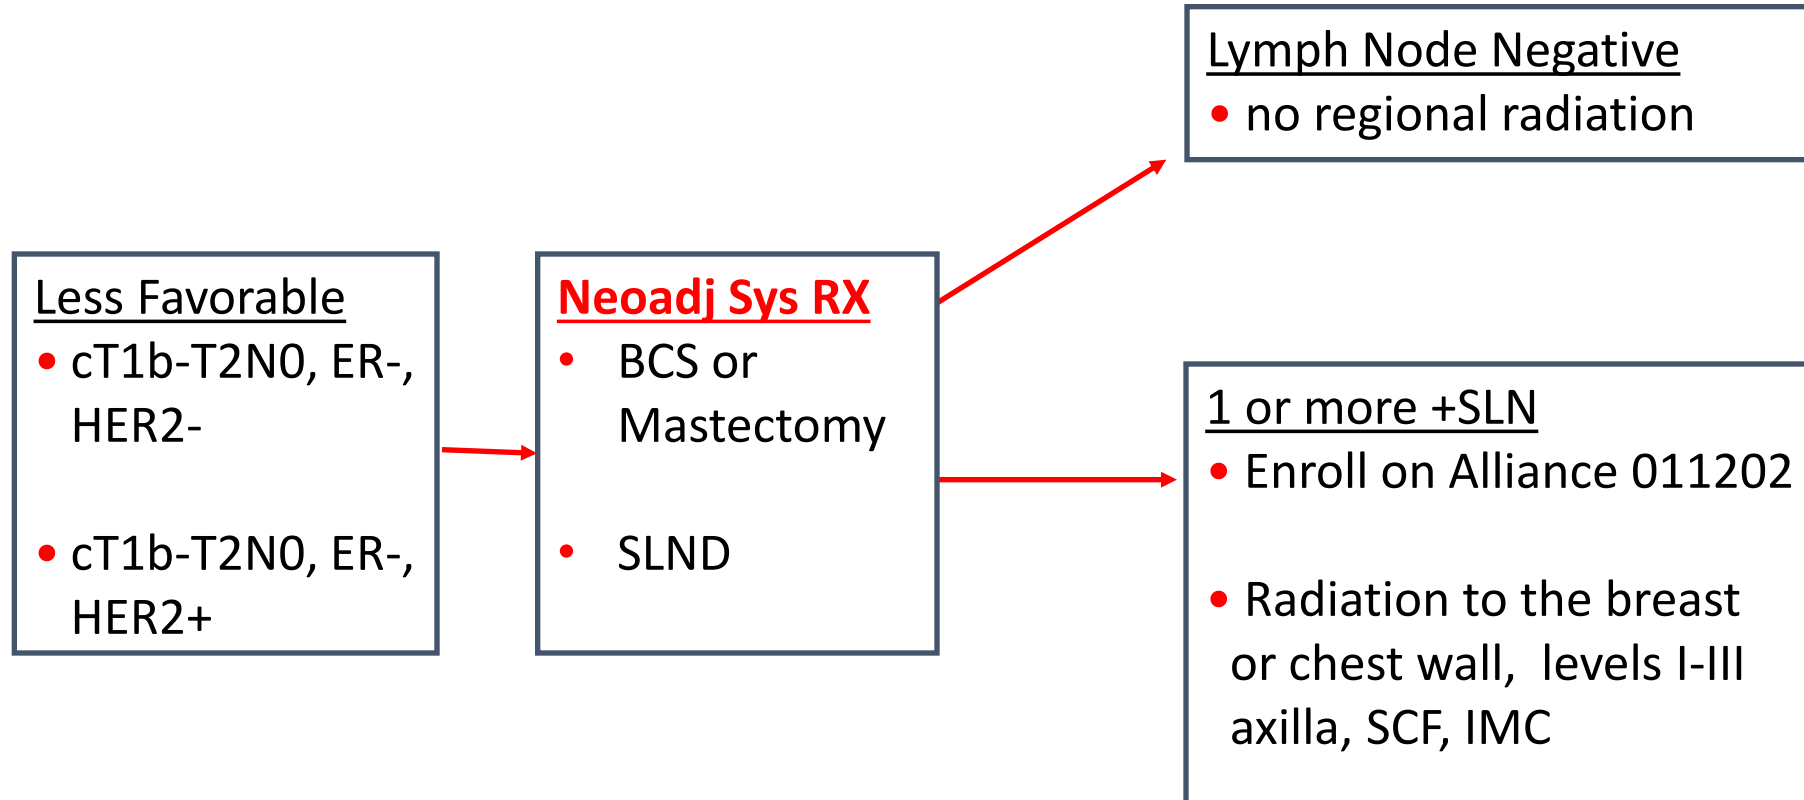 Less Favorable
• cT1b-T2N0, ER-,
HER2-
• cT1b-T2N0, ER-,
HER2+
Neoadj Sys RX
• BCS or
Mastectomy
• SLND
Lymph Node Negative
• no regional radiation
1 or more +SLN
• Enroll on Alliance 011202
• Radiation to the breast
or chest wall, levels I-III
axilla, SCF, IMC